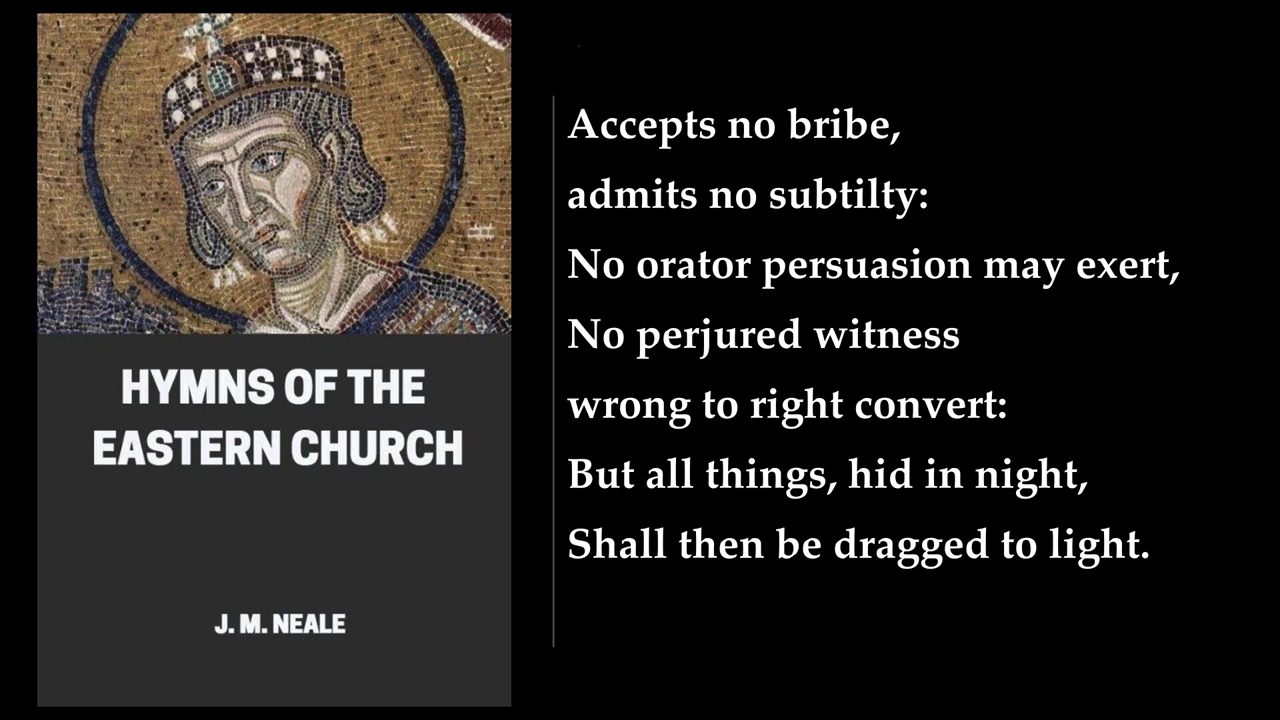 HYMNS OF THE
EASTERN CHURCH
J. M. NEALE
Accepts no bribe,
admits no subtilty:
No orator persuasion may exert,
No perjured witness
wrong to right convert:
But all things, hid in night,
Shall then be dragged to light.